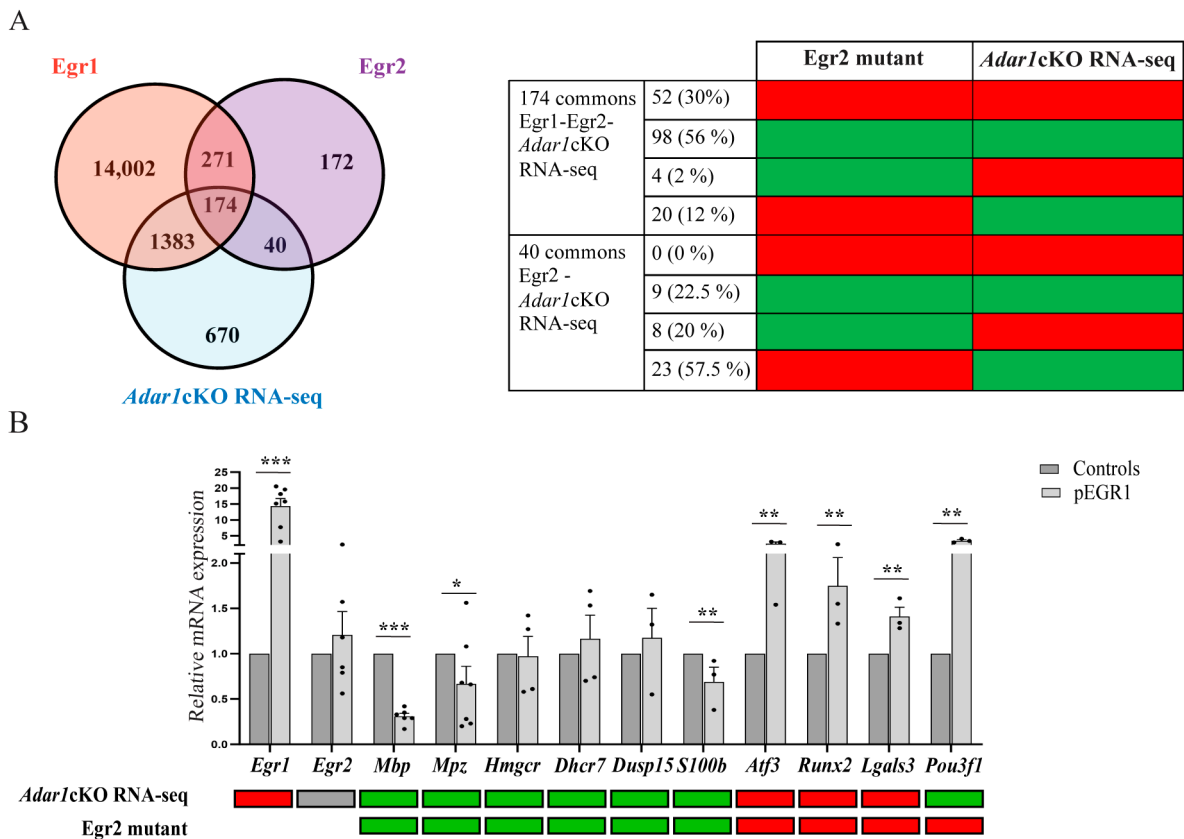 A
Egr1
Egr2
14,002
271
172
174
1383
40
670
Adar1cKO RNA-seq
Egr2 mutant
Adar1cKO RNA-seq
174 commons
Egr1-Egr2-
Adar1cKO
RNA-seq
52 (30%)
98 (56 %)
4 (2 %)
20 (12 %)
40 commons
Egr2 -
Adar1cKO
RNA-seq
0 (0 %)
9 (22.5 %)
8 (20 %)
23 (57.5 %)
B
Relative mRNA expression
25
20
15
10
5
2.0
1.5
1.0
0.5
0.0
***
***
*
**
**
**
**
**
Controls
pEGR1
Egr1 Egr2 Mbp Mpz Hmgcr Dhcr7 Dusp15 S100b Atf3 Runx2 Lgals3 Pou3f1
Adar1cKO RNA-seq
Egr2 mutant